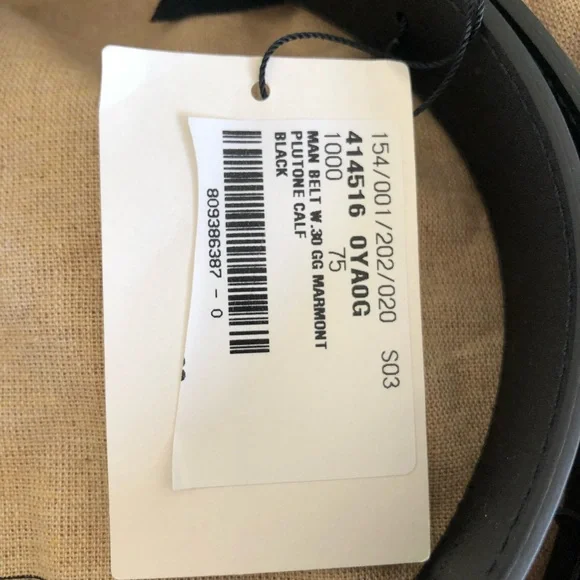 154/001/202/020 S03
414516 0YA0G
1000 75
MAN BELT W.30 GG MARMONT
PLUTONE CALF
BLACK
809386387 - 0